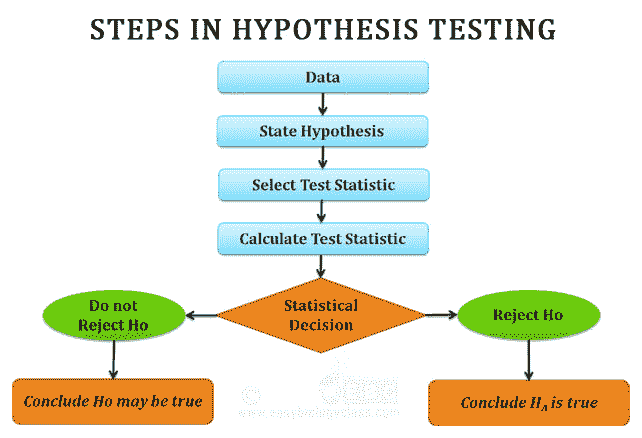 STEPS IN HYPOTHESIS TESTING
Data
State Hypothesis
Select Test Statistic
Calculate Test Statistic
Statistical
Decision
Do not
Reject Ho
Reject Ho
Conclude Ho may be true
Conclude HA is true